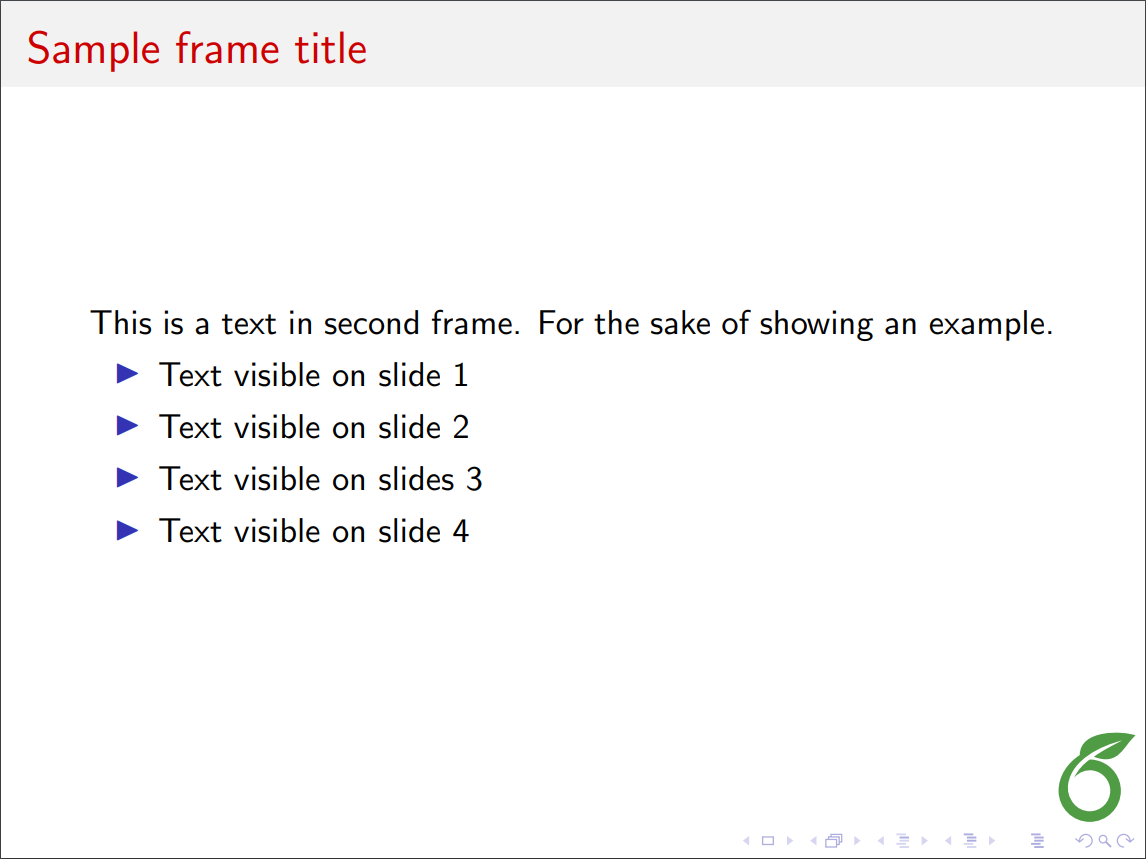 Sample frame title
This is a text in second frame. For the sake of showing an example.
Text visible on slide 1
Text visible on slide 2
Text visible on slides 3
Text visible on slide 4